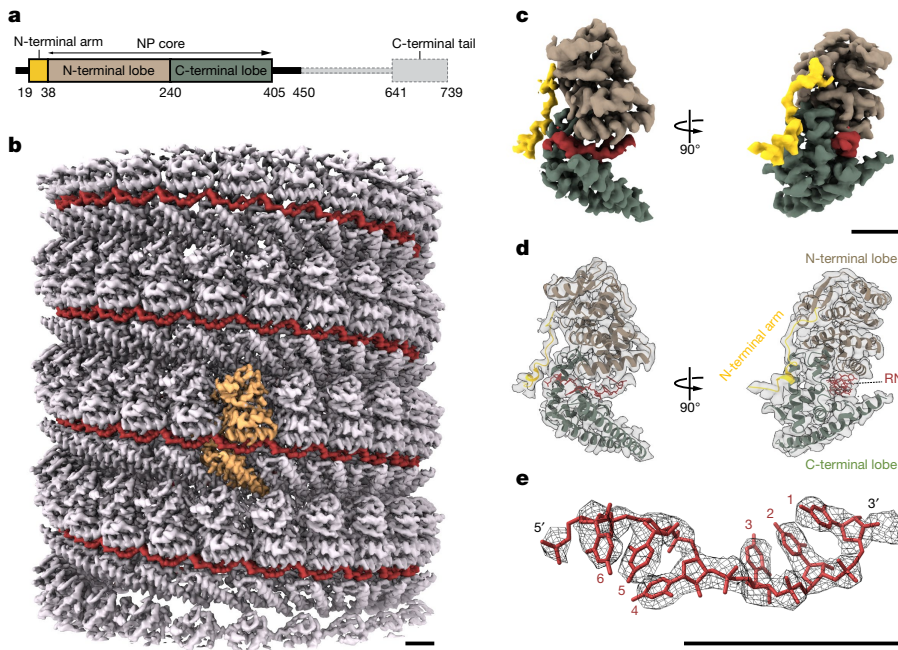 a
N-terminal arm
NP core
C-terminal tail
N-terminal lobe
C-terminal lobe
19 38 240 405 450 641 739
b
c
90°
d
N-terminal lobe
N-terminal arm
RN
90°
C-terminal lobe
e
5′
3′
1
2
3
6
5
4